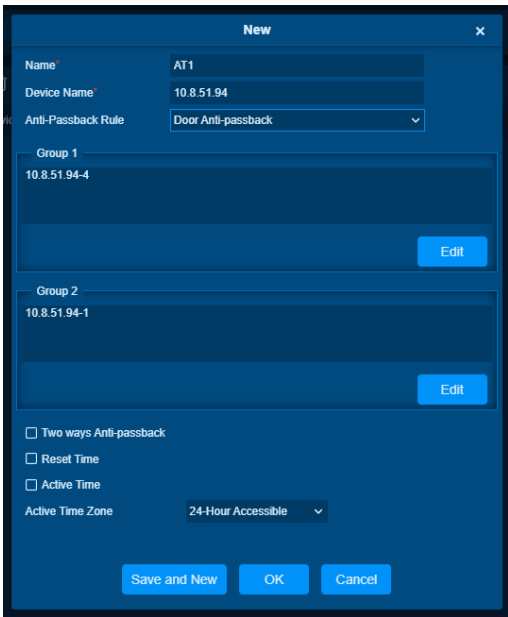 New ×
Name* AT1
Device Name* 10.8.51.94
Anti-Passback Rule Door Anti-passback
Group 1
10.8.51.94-4
Edit
Group 2
10.8.51.94-1
Edit
Two ways Anti-passback
Reset Time
Active Time
Active Time Zone 24-Hour Accessible
Save and New OK Cancel